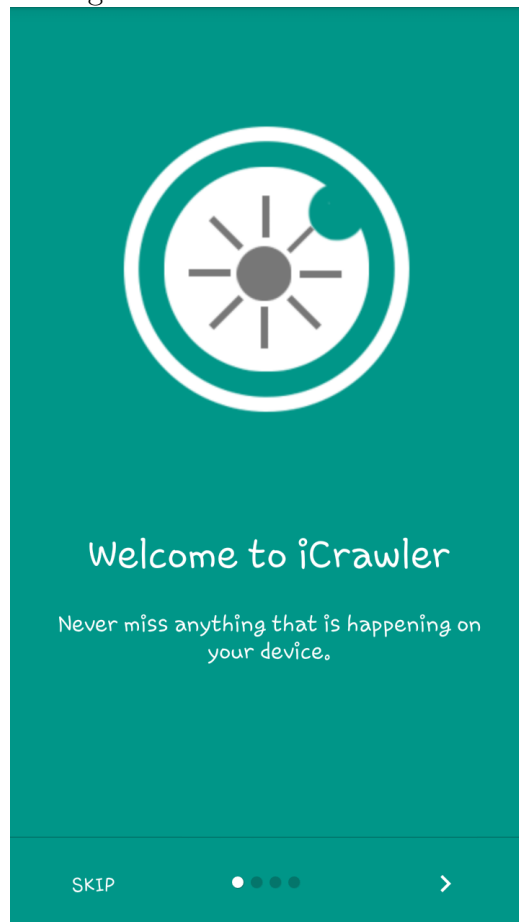 Welcome to iCrawler
Never miss anything that is happening on
your device.
SKIP